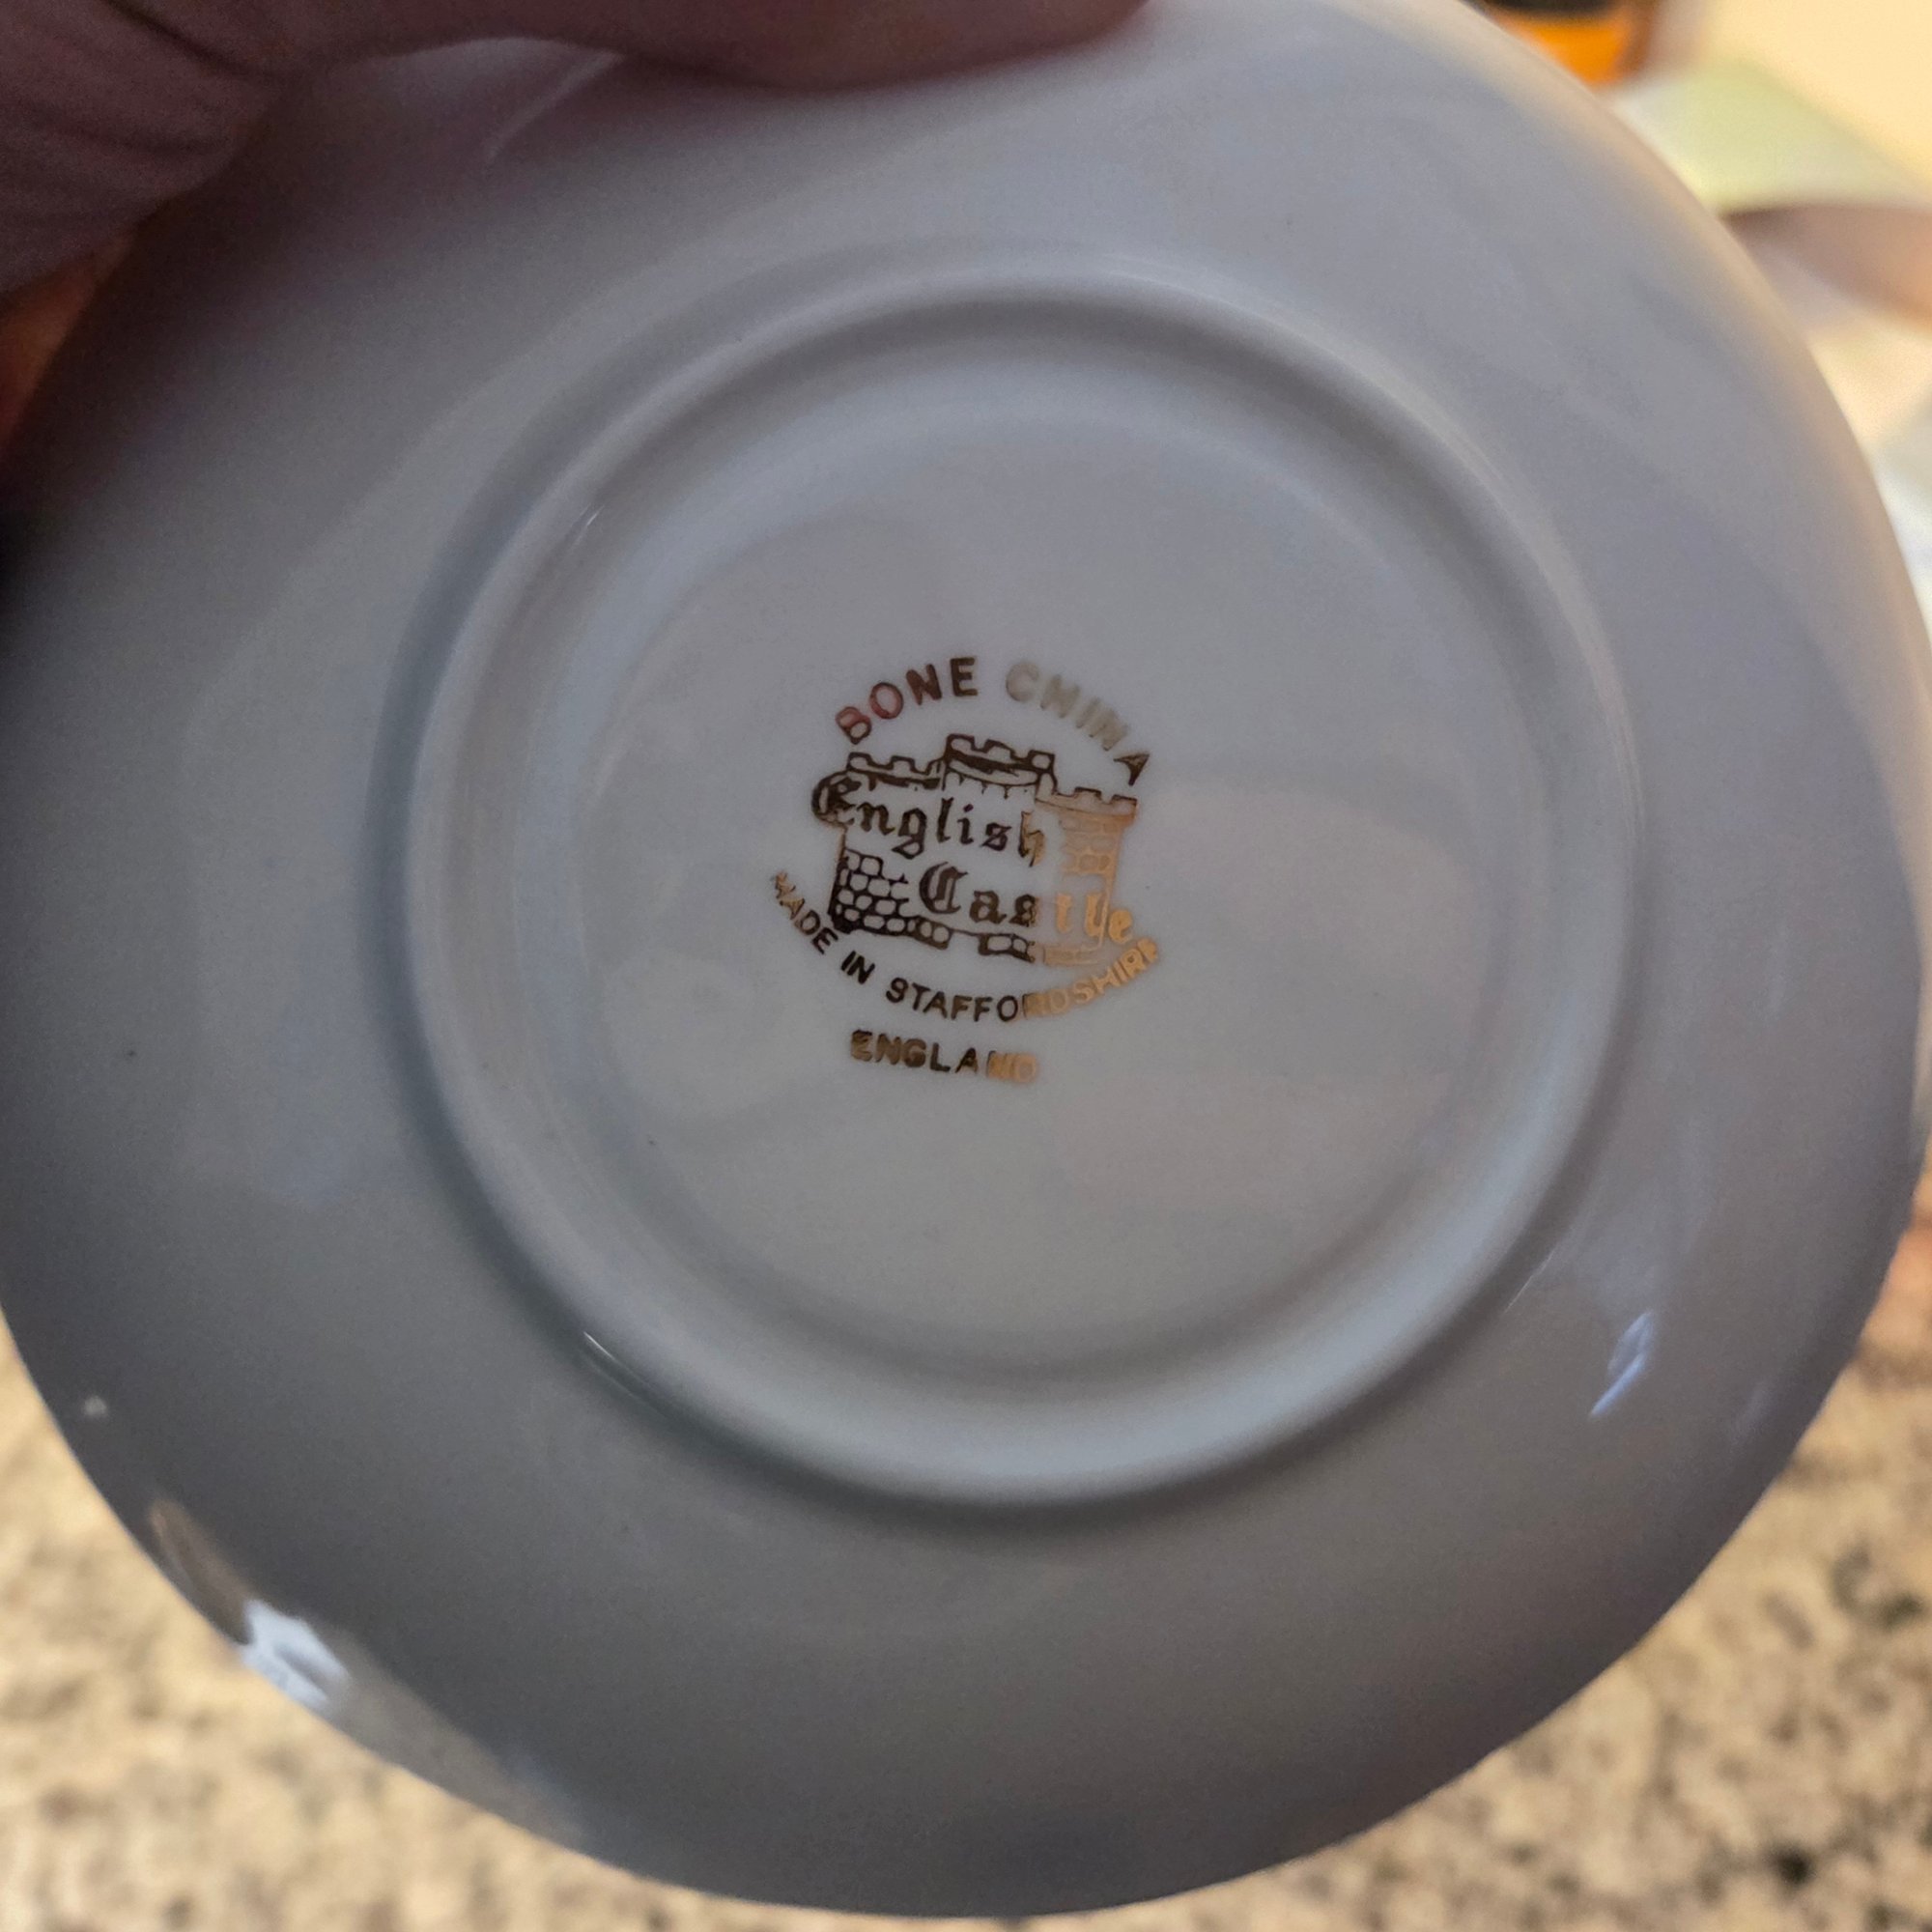 BONE CHINA
English
Castle
MADE IN STAFFORDSHIRE
ENGLAND